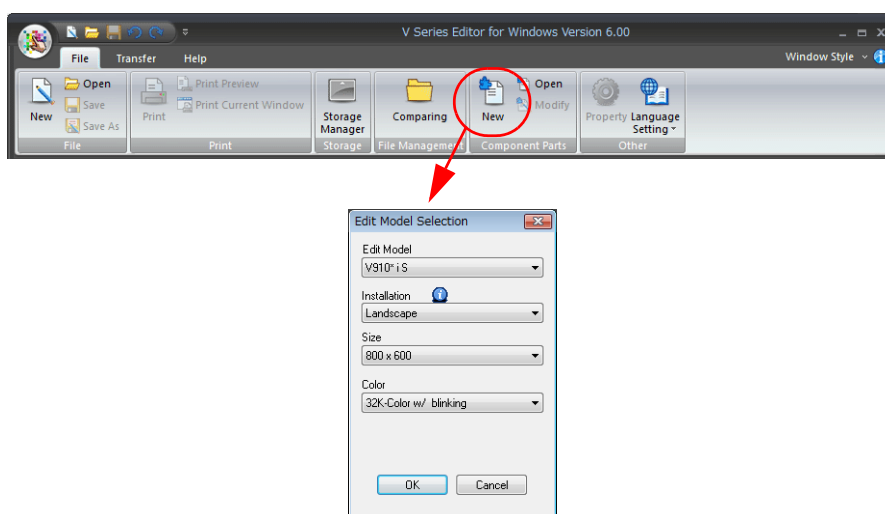 V Series Editor for Windows Version 6.00
File Transfer Help Window Style
New Open Save Save As
Print Print Preview Print Current Window
Storage Manager
Comparing
New Open Modify
Property Language Setting
File Print Storage File Management Component Parts Other
Edit Model Selection
Edit Model
V910* i S
Installation
Landscape
Size
800 x 600
Color
32K-Color w/ blinking
OK Cancel